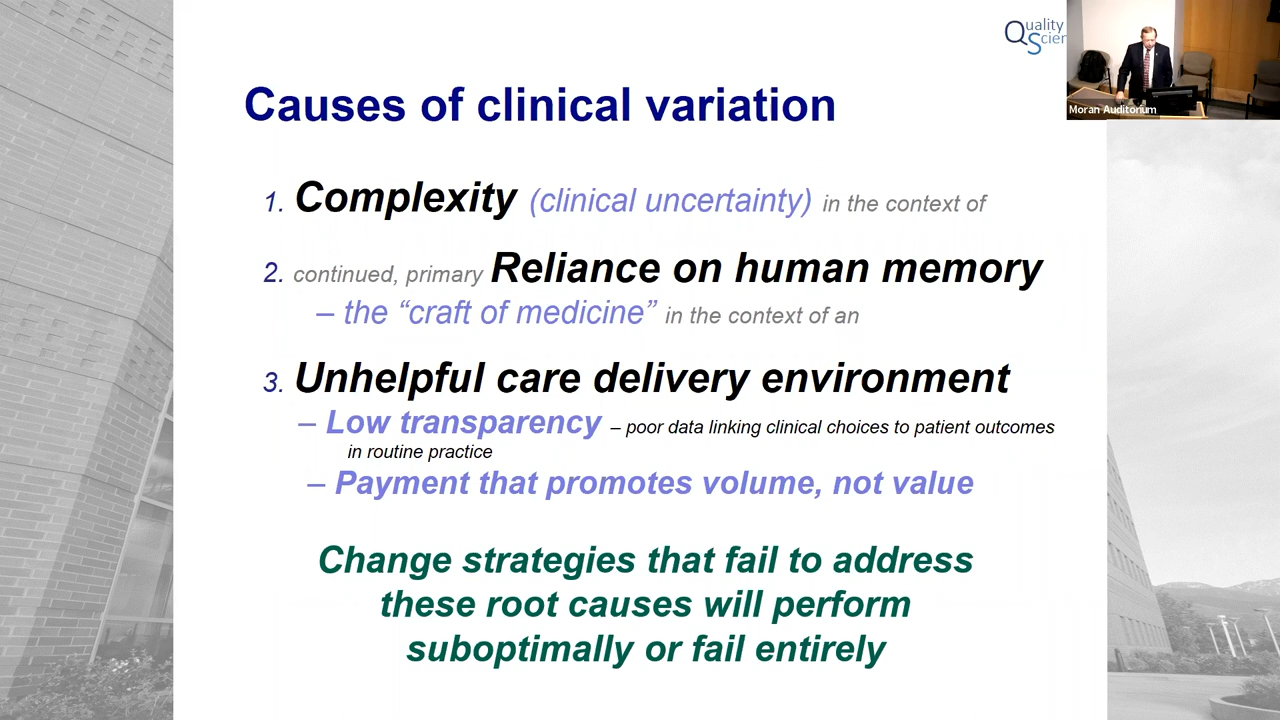 Quality
Scien
Moran Auditorium
Causes of clinical variation
1. Complexity (clinical uncertainty) in the context of
2. continued, primary Reliance on human memory
– the “craft of medicine” in the context of an
3. Unhelpful care delivery environment
– Low transparency – poor data linking clinical choices to patient outcomes
in routine practice
– Payment that promotes volume, not value
Change strategies that fail to address
these root causes will perform
suboptimally or fail entirely